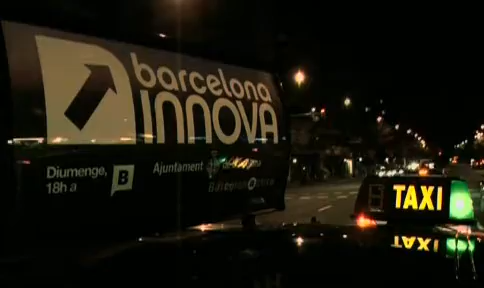 barcelona
INNOVA
Diumenge,
18h a
B
Ajuntament
TAXI
TAXI